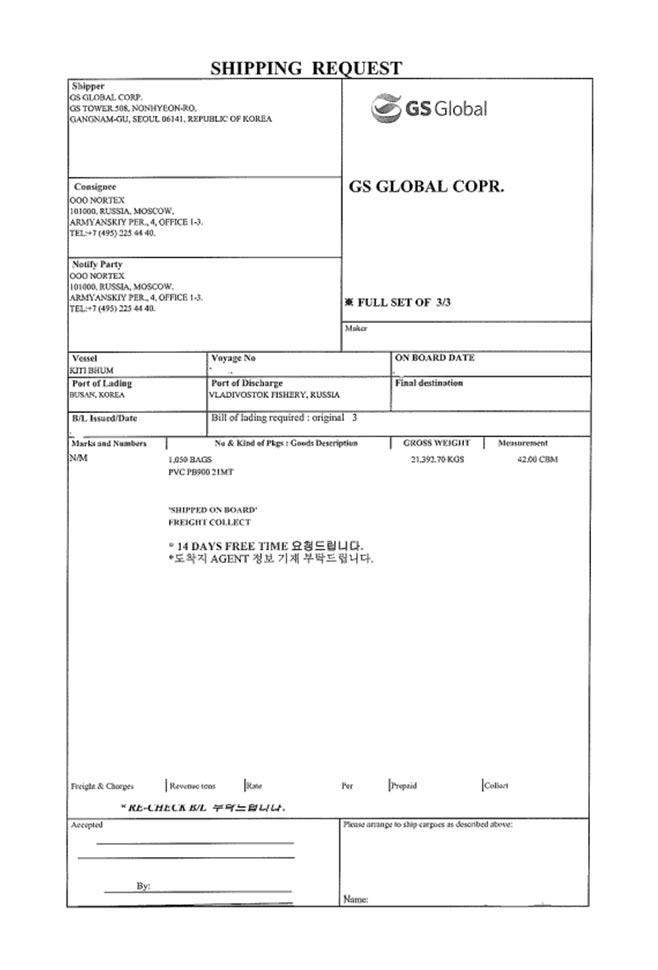 SHIPPING REQUEST
Shipper
GS GLOBAL CORP.
GS TOWER 508, NONHYEON-RO,
GANGNAM-GU, SEOUL 06141, REPUBLIC OF KOREA
GS Global
GS GLOBAL COPR.
Consignee
OOO NORTEX
101000, RUSSIA, MOSCOW,
ARMYANSKIY PER., 4, OFFICE 1-3.
TEL:+7 (495) 225 44 40.
Notify Party
OOO NORTEX
101000, RUSSIA, MOSCOW,
ARMYANSKIY PER., 4, OFFICE 1-3.
TEL:+7 (495) 225 44 40.
※ FULL SET OF 3/3
Maker
Vessel Voyage No ON BOARD DATE
KITI BHUM
Port of Lading Port of Discharge Final destination
BUSAN, KOREA VLADIVOSTOK FISHERY, RUSSIA
B/L Issued/Date Bill of lading required : original 3
Marks and Numbers No & Kind of Pkgs : Goods Description GROSS WEIGHT Measurement
N/M 1,050 BAGS 21,392.70 KGS 42.00 CBM
PVC PB900 21MT
'SHIPPED ON BOARD'
FREIGHT COLLECT
* 14 DAYS FREE TIME 요청드립니다.
*도착지 AGENT 정보 기재 부탁드립니다.
Freight & Charges Revenue tons Rate Per Prepaid Collect
* RE-CHECK B/L 부탁드립니다.
Accepted Please arrange to ship cargoes as described above:
By:
Name: